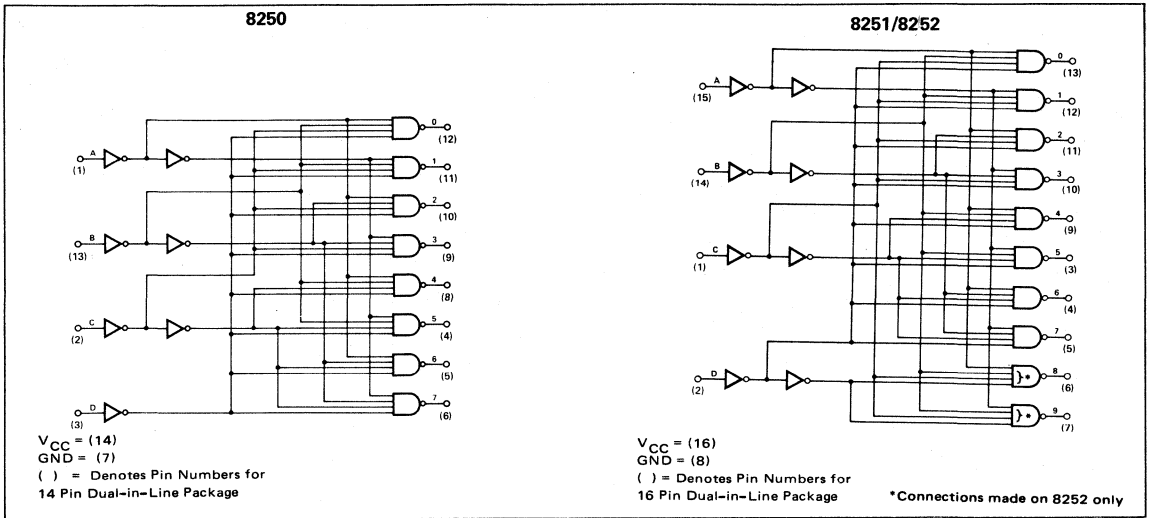 8250
A
(1)
B
(13)
C
(2)
D
(3)
0
(12)
1
(11)
2
(10)
3
(9)
4
(8)
5
(4)
6
(5)
7
(6)
VCC = (14)
GND = (7)
( ) = Denotes Pin Numbers for
14 Pin Dual-in-Line Package
8251/8252
A
(15)
B
(14)
C
(1)
D
(2)
0
(13)
1
(12)
2
(11)
3
(10)
4
(9)
5
(3)
6
(4)
7
(5)
}*
8
(6)
}*
9
(7)
VCC = (16)
GND = (8)
( ) = Denotes Pin Numbers for
16 Pin Dual-in-Line Package
*Connections made on 8252 only